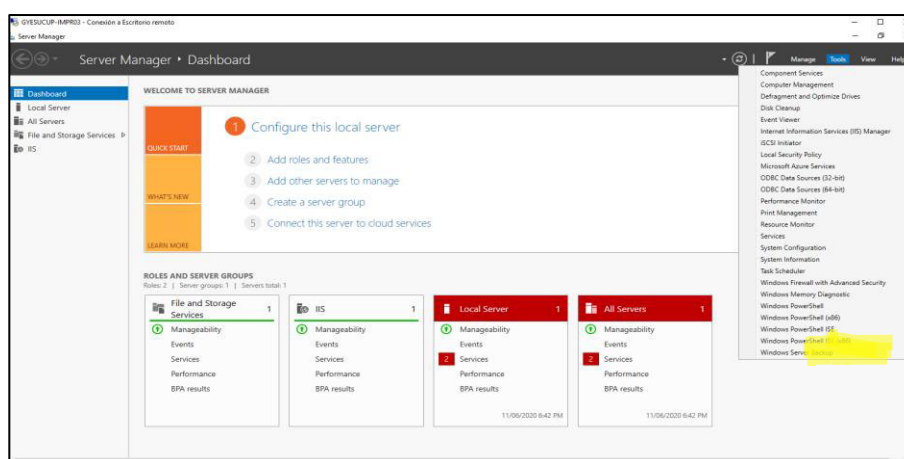 GYESUCUP-IMPR03 - Conexión a Escritorio remoto
Server Manager
Server Manager • Dashboard
Manage Tools View Help
Dashboard
Local Server
All Servers
File and Storage Services
IIS
WELCOME TO SERVER MANAGER
QUICK START
WHAT'S NEW
LEARN MORE
1 Configure this local server
2 Add roles and features
3 Add other servers to manage
4 Create a server group
5 Connect this server to cloud services
ROLES AND SERVER GROUPS
Roles: 2 | Server groups: 1 | Servers total: 1
File and Storage Services 1
Manageability
Events
Services
Performance
BPA results
IIS 1
Manageability
Events
Services
Performance
BPA results
Local Server 1
Manageability
Events
2 Services
Performance
BPA results
11/06/2020 6:42 PM
All Servers 1
Manageability
Events
2 Services
Performance
BPA results
11/06/2020 6:42 PM
Component Services
Computer Management
Defragment and Optimize Drives
Disk Cleanup
Event Viewer
Internet Information Services (IIS) Manager
iSCSI Initiator
Local Security Policy
Microsoft Azure Services
ODBC Data Sources (32-bit)
ODBC Data Sources (64-bit)
Performance Monitor
Print Management
Resource Monitor
Services
System Configuration
System Information
Task Scheduler
Windows Firewall with Advanced Security
Windows Memory Diagnostic
Windows PowerShell
Windows PowerShell (x86)
Windows PowerShell ISE
Windows PowerShell ISE (x86)
Windows Server Backup